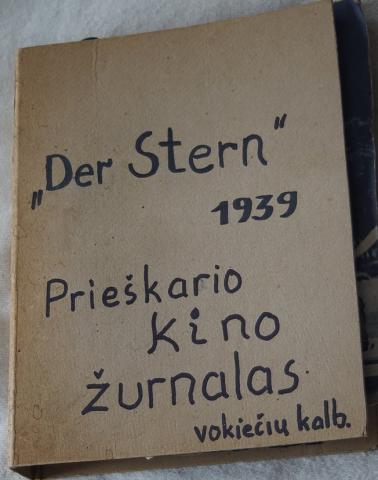 „Der Stern“
1939
Prieškario
kino
žurnalas
vokiečių kalb.